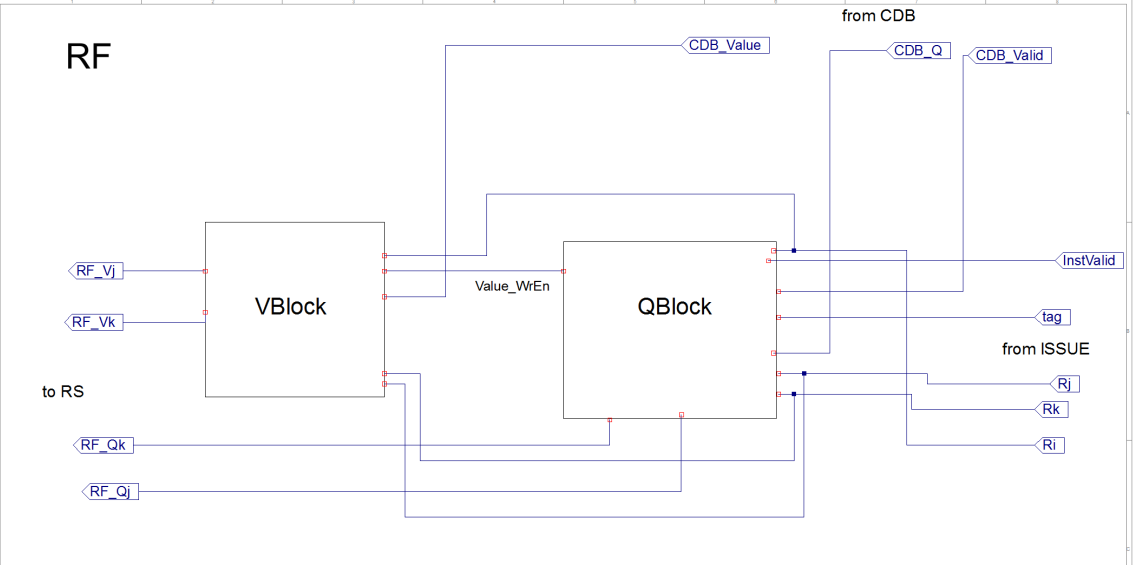 from CDB
RF
CDB_Value
CDB_Q
CDB_Valid
InstValid
RF_Vj
Value_WrEn
VBlock
QBlock
RF_Vk
tag
from ISSUE
to RS
Rj
Rk
RF_Qk
Ri
RF_Qj